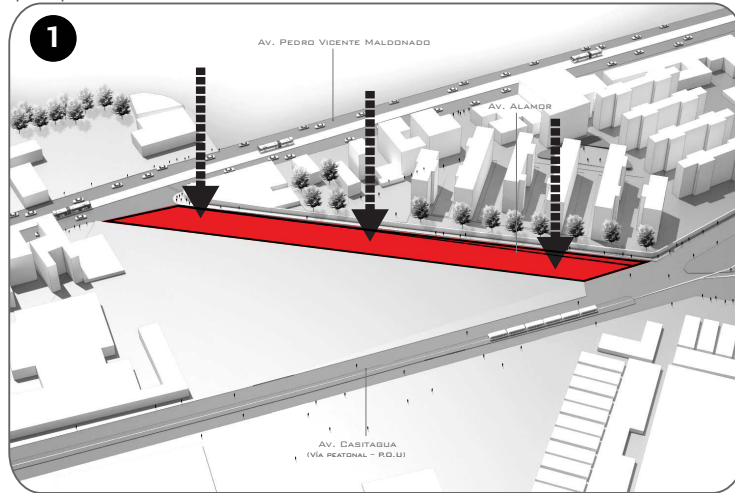 1
Av. Pedro Vicente Maldonado
Av. Alamor
Av. Casitagua
(Vía peatonal - P.O.U)